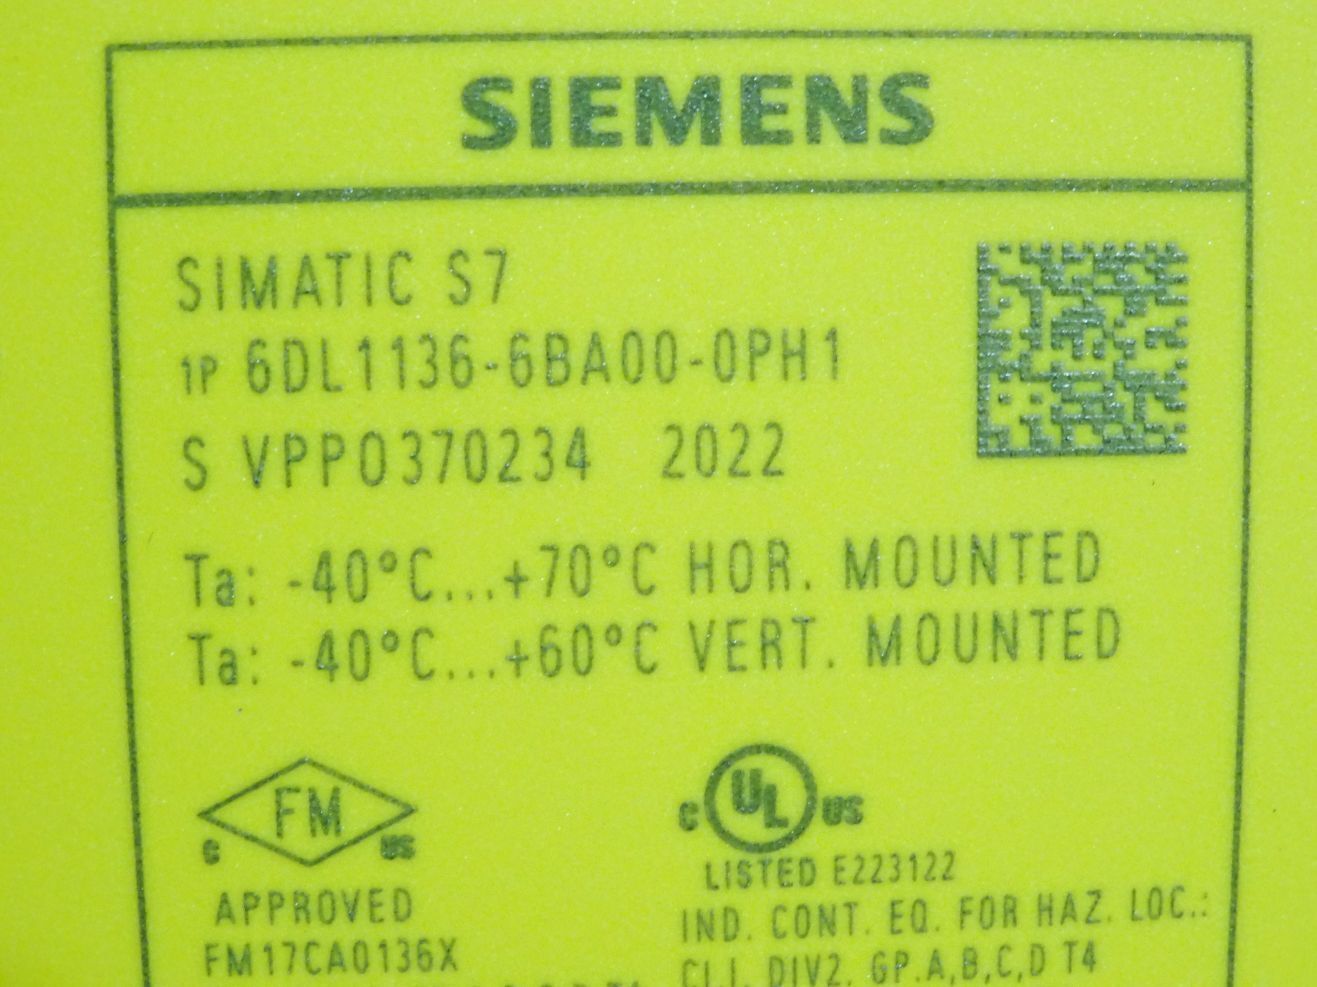 SIEMENS
SIMATIC S7
1P 6DL1136-6BA00-0PH1
S VPP0370234 2022
Ta: -40°C...+70°C HOR. MOUNTED
Ta: -40°C...+60°C VERT. MOUNTED
FM
C US
APPROVED
FM17CA0136X
C UL US
LISTED E223122
IND. CONT. EQ. FOR HAZ. LOC.:
CL.I, DIV2, GP.A,B,C,D T4